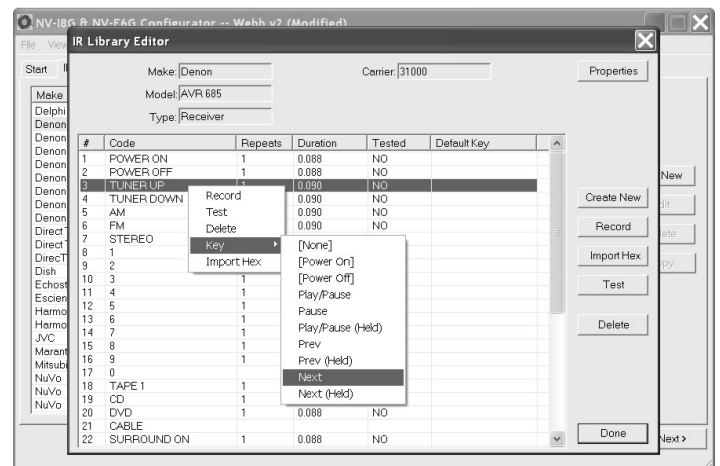 NV-I8G & NV-E6G Configurator -- Webb v2 (Modified)
File View
IR Library Editor
Start
Make: Denon
Carrier: 31000
Properties
Model: AVR 685
Type: Receiver
Make
Delphi
Denon
Denon
Denon
Denon
Denon
Denon
Denon
Denon
Direct
Direct
DirecT
Dish
Echost
Escien
Harmo
Harmo
JVC
Marant
Mitsubi
NuVo
NuVo
NuVo
# Code Repeats Duration Tested Default Key
1 POWER ON 1 0.088 NO
2 POWER OFF 1 0.088 NO
3 TUNER UP 1 0.090 NO
4 TUNER DOWN 0.090 NO
5 AM 0.090 NO
6 FM 0.090 NO
7 STEREO
8 1
9 2
10 3 1
11 4 1
12 5 1
13 6 1
14 7 1
15 8 1
16 9 1
17 0
18 TAPE 1 1
19 CD 1
20 DVD 1 0.088 NO
21 CABLE
22 SURROUND ON 1 0.088 NO
Record
Test
Delete
Key
Import Hex
[None]
[Power On]
[Power Off]
Play/Pause
Pause
Play/Pause (Held)
Prev
Prev (Held)
Next
Next (Held)
Create New
Record
Import Hex
Test
Delete
Done
New
dit
lete
opy
Next >